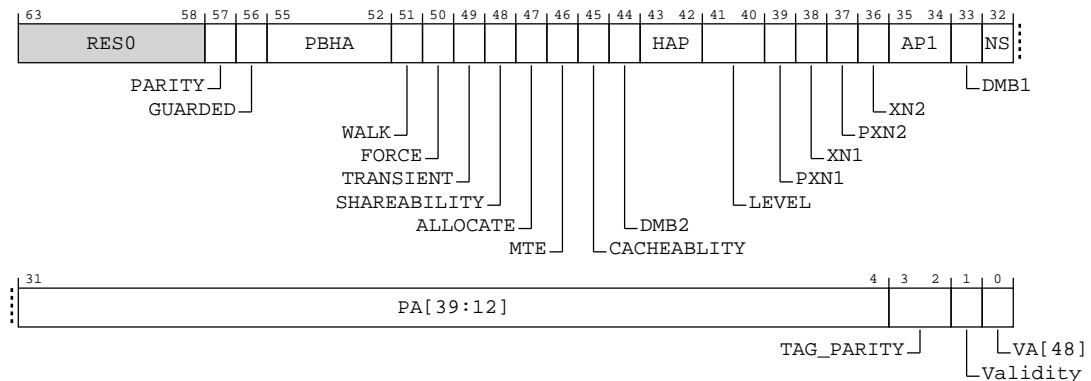 63 58 57 56 55 52 51 50 49 48 47 46 45 44 43 42 41 40 39 38 37 36 35 34 33 32
RES0 PBHA HAP AP1 NS
PARITY DMB1
GUARDED XN2
WALK PXN2
FORCE XN1
TRANSIENT PXN1
SHAREABILITY LEVEL
ALLOCATE DMB2
MTE CACHEABLITY
31 4 3 2 1 0
PA[39:12]
TAG_PARITY VA[48]
Validity